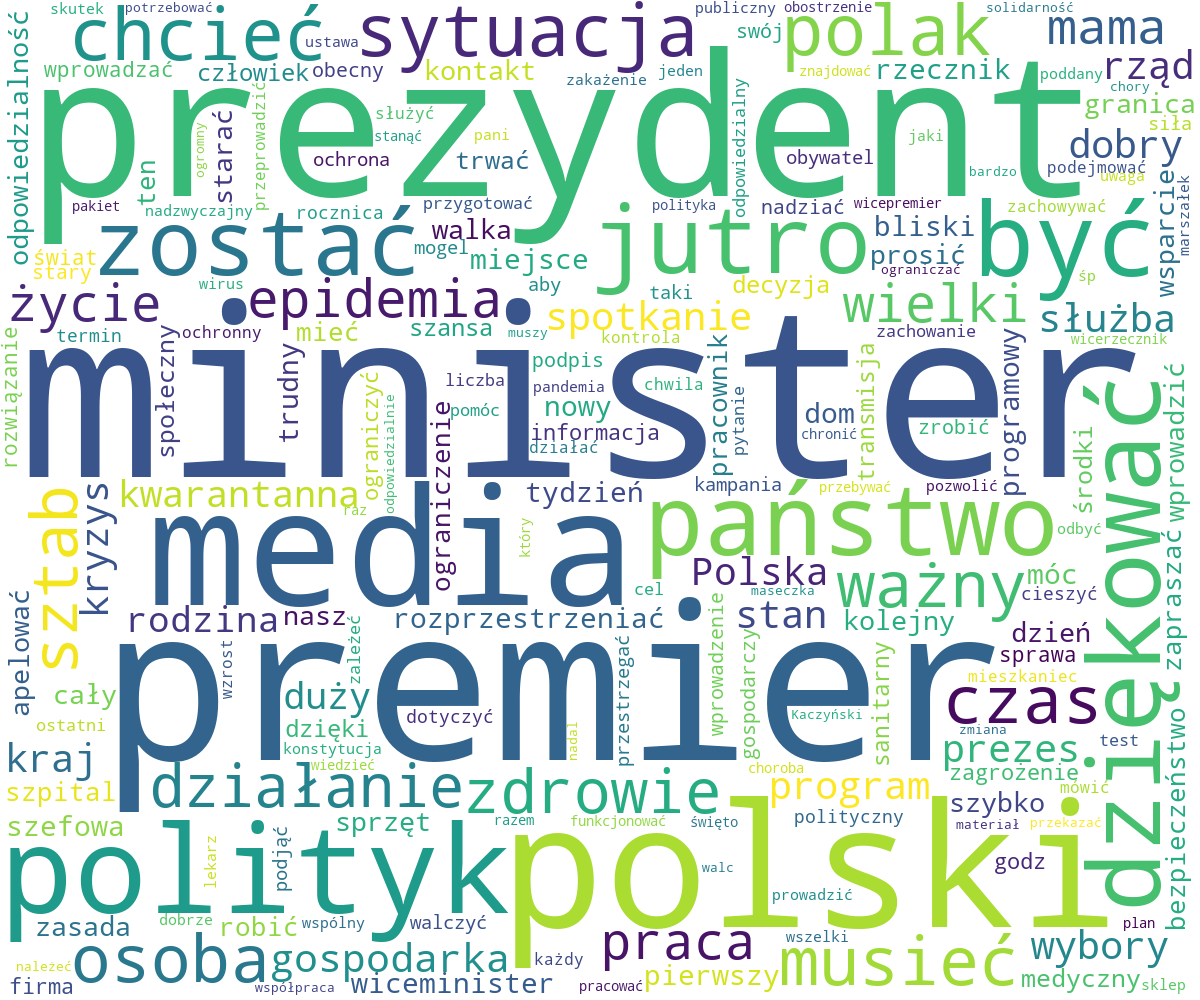 skutek potrzebować publiczny obostrzenie solidarność
chcieć sytuacja swój polak mama
ustawa
odpowiedzialność wprowadzać człowiek obecny kontakt zakażenie jeden znajdować rzecznik poddany rząd
prezydent
chory granica siła
ogromny starać przeprowadzić służyć stanąć pani odpowiedzialny jaki dobry
ten ochrona trwać obywatel bardzo podejmować uwaga
pakiet nadzwyczajny rocznica przygotować polityka nadziać wicepremier zachowywać wsparcie marszałek
zostać walka mogel miejsce jutro bliski prosić być
świat stary wirus aby taki decyzja ograniczać śp
życie epidemia spotkanie wielki służba
termin ochronny mieć szansa muszy kontrola zachowanie wicerzecznik
rozwiązanie minister
społeczny trudny podpis pracownik transmisja programowy
liczba pandemia chwila
ograniczyć pomóc nowy pytanie dom zrobić
odpowiedzialnie ograniczenie informacja działać chronić środki dziękować wprowadzić
sztab kryzys kwarantanna tydzień kampania przebywać pozwolić
raz media który państwo odbyć zapraszać
Polska ważny móc
cel maseczka cieszyć
apelować rodzina nasz rozprzestrzeniać stan kolejny dzień
zależeć premier wprowadzenie gospodarczy sanitarny sprawa
wzrost mieszkaniec
cały duży przestrzegać czas
ostatni dzięki dotyczyć Kaczyński zmiana
konstytucja nadal prezes test bezpieczeństwo
kraj wiedzieć choroba zagrożenie
szpital działanie zdrowie program mówić
szybko
szefowa sprzęt razem funkcjonować święto polityczny materiał przekazać
polityk polski
lekarz podjąć walc godz
prowadzić
zasada dobrze robić wspólny walczyć plan
osoba gospodarka praca wszelki musieć wybory
należeć każdy
firma współpraca wiceminister pracować pierwszy medyczny sklep